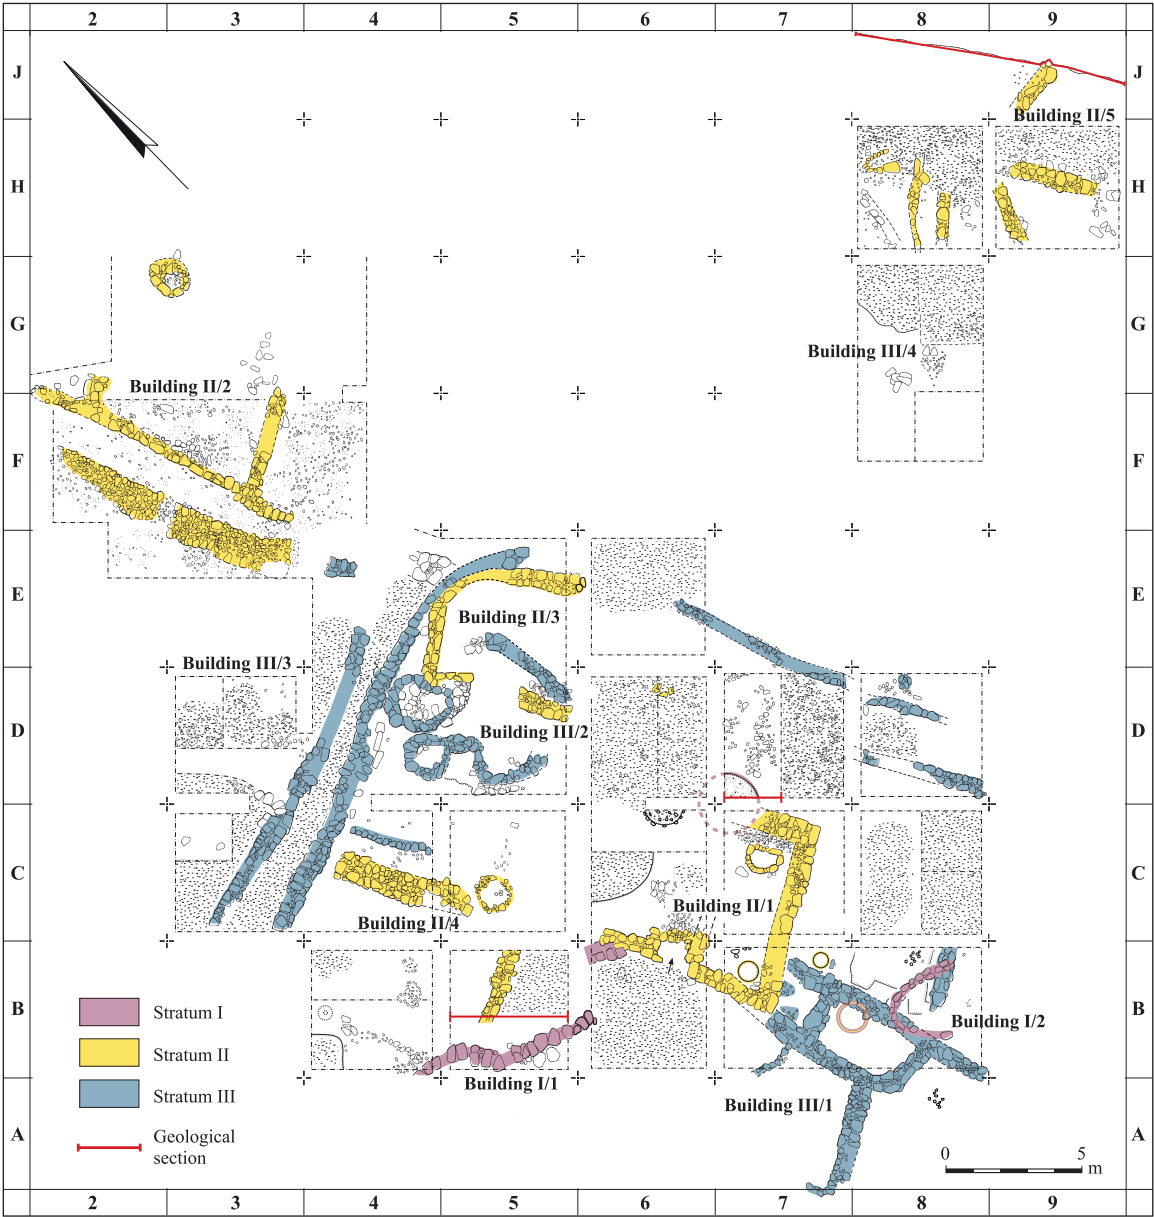 2 3 4 5 6 7 8 9
J J
Building II/5
H H
G G
Building III/4
Building II/2
F F
E E
Building II/3
Building III/3
D D
Building III/2
C C
Building II/1
Building II/4
B B
Stratum I
Building I/2
Stratum II
Building I/1
Stratum III
Building III/1
A A
Geological
section
0 5
m
2 3 4 5 6 7 8 9